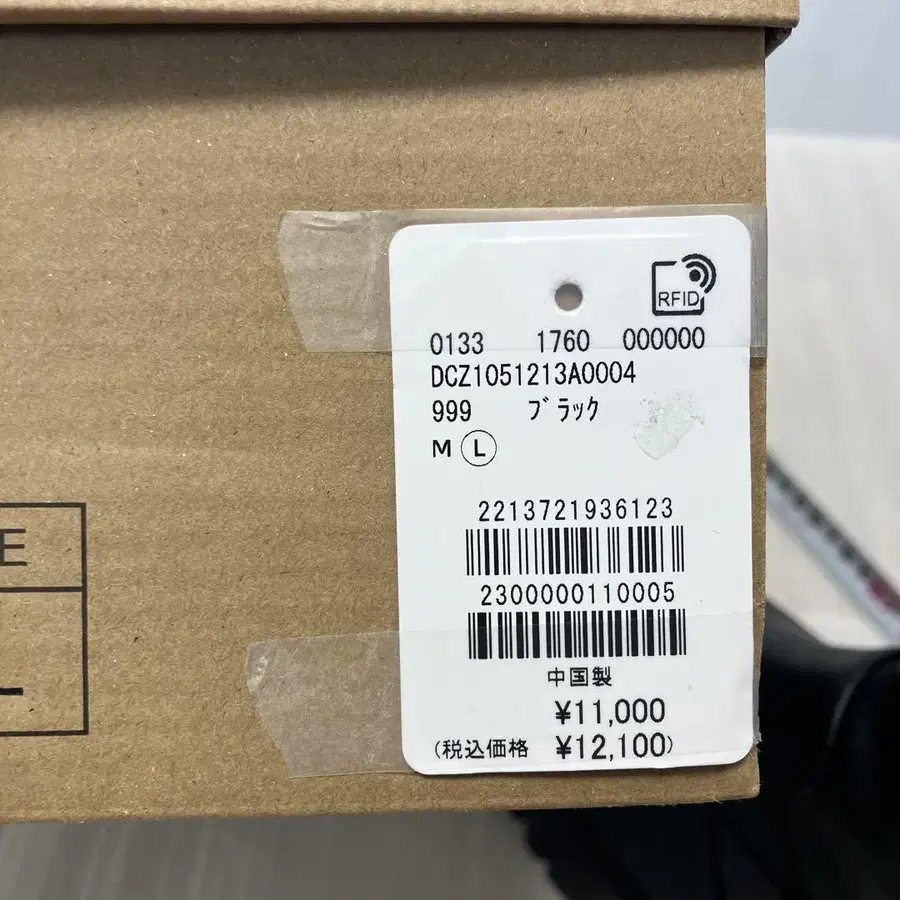 RFID
0133 1760 000000
DCZ1051213A0004
999 ブラック
M L
2213721936123
2300000110005
中国製
¥11,000
(税込価格 ¥12,100)
E